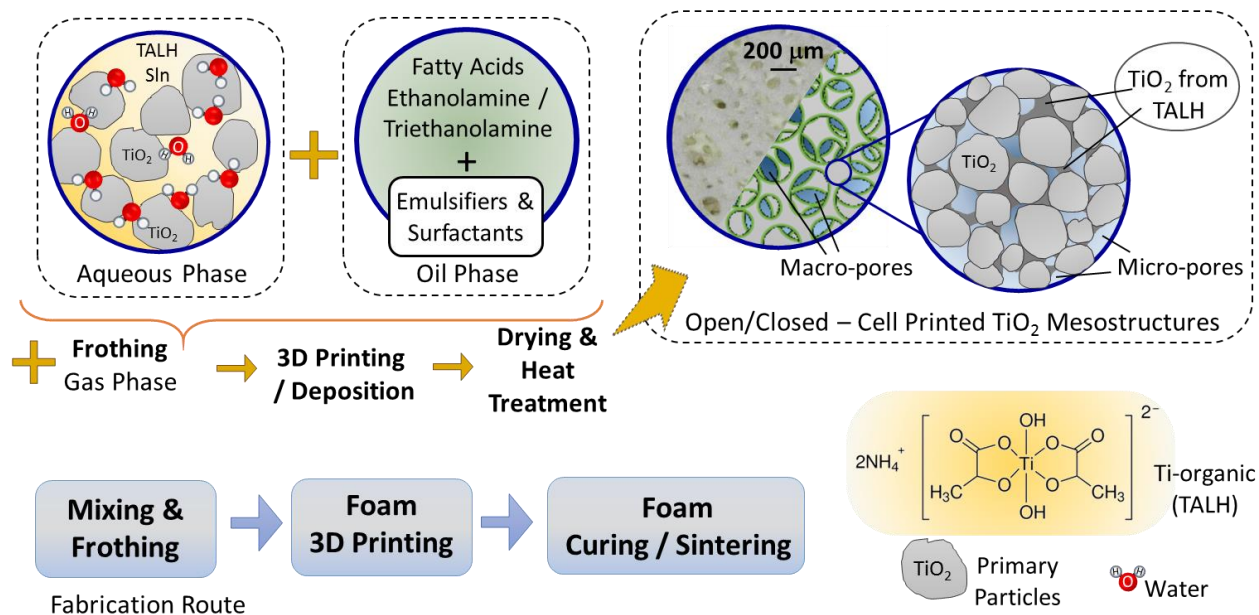 TALH
Sln
H H
O
TiO2
O
H H
TiO2
Aqueous Phase
Fatty Acids
Ethanolamine /
Triethanolamine
+
Emulsifiers &
Surfactants
Oil Phase
200 μm
TiO2 from
TALH
TiO2
Macro-pores
Micro-pores
Open/Closed – Cell Printed TiO2 Mesostructures
Frothing
Gas Phase
3D Printing
/ Deposition
Drying &
Heat
Treatment
Mixing &
Frothing
Foam
3D Printing
Foam
Curing / Sintering
Fabrication Route
2NH4+
OH
2−
O
O
O
O
Ti
O
O
H3C
CH3
OH
Ti-organic
(TALH)
TiO2
Primary
Particles
H H
O
Water